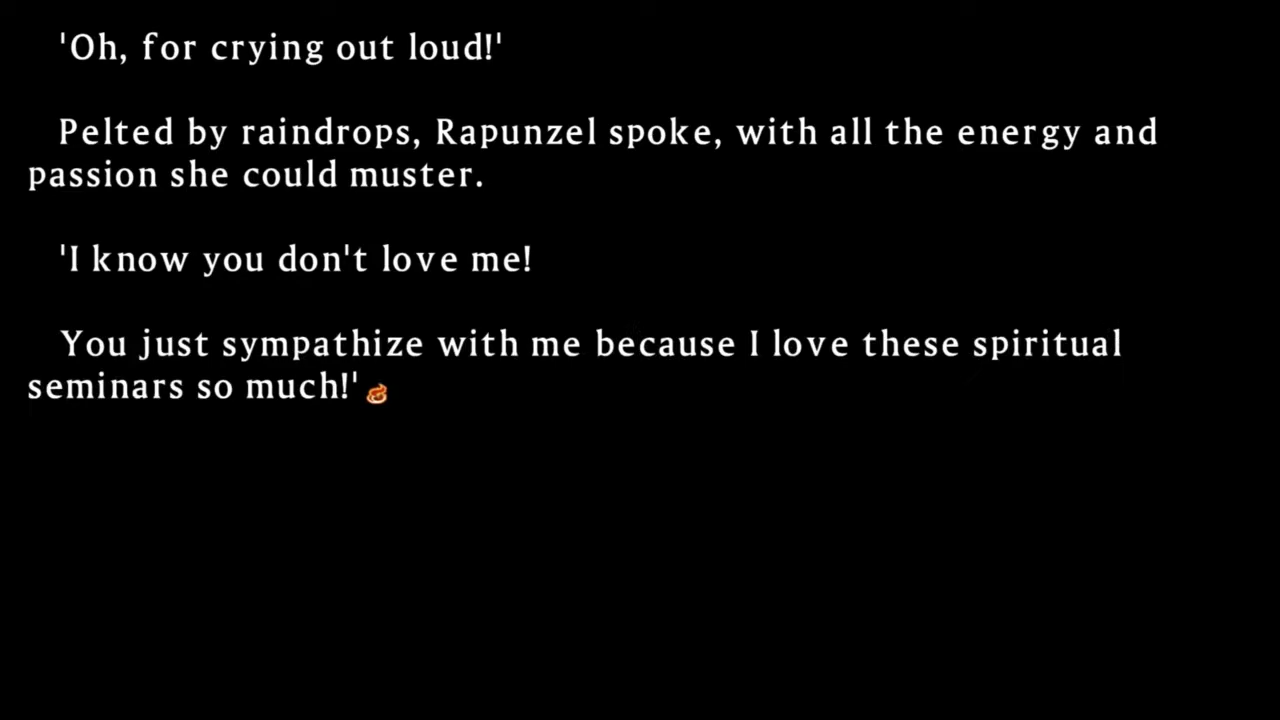 'Oh, for crying out loud!'
Pelted by raindrops, Rapunzel spoke, with all the energy and
passion she could muster.
'I know you don't love me!
You just sympathize with me because I love these spiritual
seminars so much!'